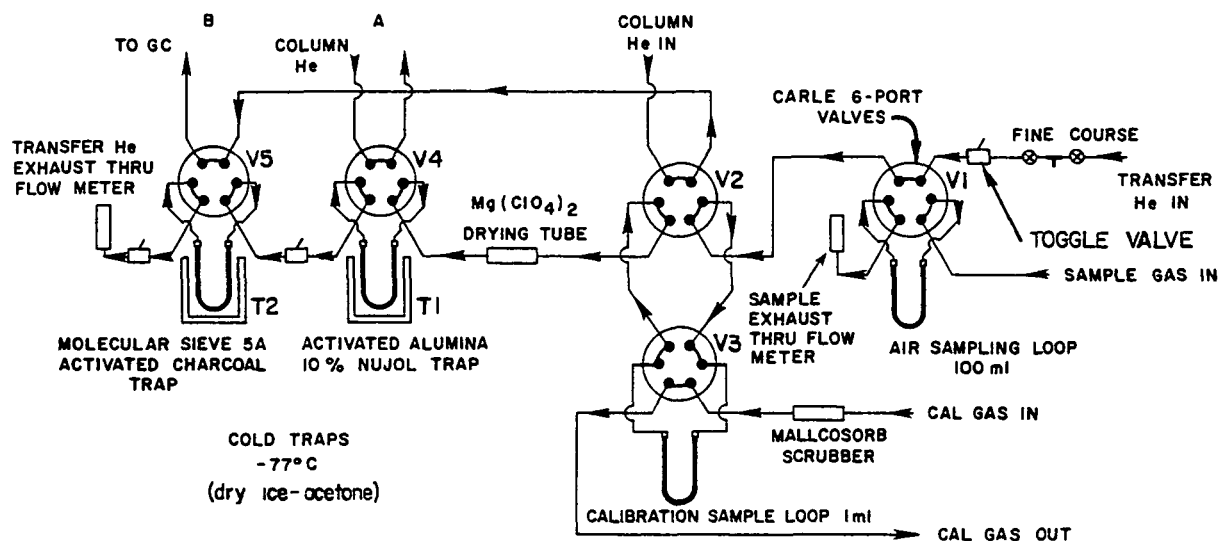 B
A
TO GC
COLUMN
He
COLUMN
He IN
CARLE 6-PORT
VALVES
FINE COURSE
TRANSFER He
EXHAUST THRU
FLOW METER
V5
V4
V2
V1
TRANSFER
He IN
Mg(ClO4)2
DRYING TUBE
TOGGLE VALVE
SAMPLE GAS IN
T2
T1
SAMPLE
EXHAUST
THRU FLOW
METER
V3
MOLECULAR SIEVE 5A
ACTIVATED CHARCOAL
TRAP
ACTIVATED ALUMINA
10% NUJOL TRAP
AIR SAMPLING LOOP
100 ml
CAL GAS IN
MALLCOSORB
SCRUBBER
COLD TRAPS
-77°C
(dry ice-acetone)
CALIBRATION SAMPLE LOOP 1ml
CAL GAS OUT